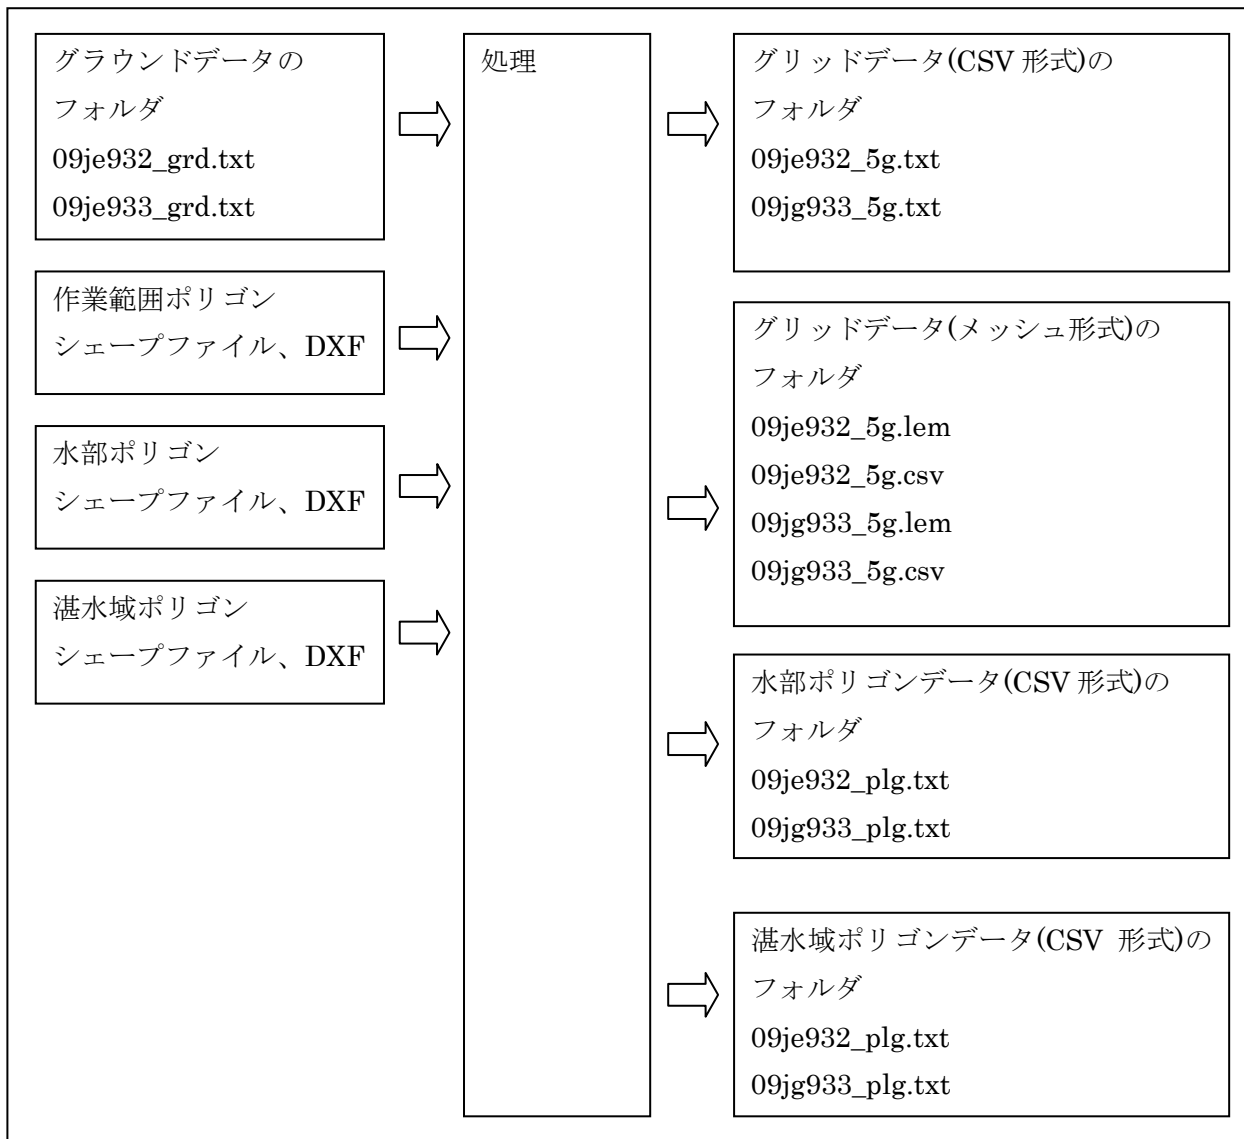 グラウンドデータの
フォルダ
09je932_grd.txt
09je933_grd.txt
作業範囲ポリゴン
シェープファイル、DXF
水部ポリゴン
シェープファイル、DXF
湛水域ポリゴン
シェープファイル、DXF
処理
グリッドデータ(CSV 形式)の
フォルダ
09je932_5g.txt
09jg933_5g.txt
グリッドデータ(メッシュ形式)の
フォルダ
09je932_5g.lem
09je932_5g.csv
09jg933_5g.lem
09jg933_5g.csv
水部ポリゴンデータ(CSV 形式)の
フォルダ
09je932_plg.txt
09jg933_plg.txt
湛水域ポリゴンデータ(CSV 形式)の
フォルダ
09je932_plg.txt
09jg933_plg.txt